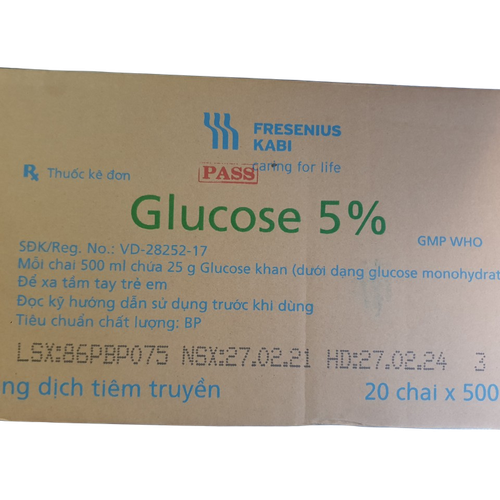 FRESENIUS
KABI
caring for life
Rx Thuốc kê đơn
PASS
Glucose 5%
GMP WHO
SĐK/Reg. No.: VD-28252-17
Mỗi chai 500 ml chứa 25 g Glucose khan (dưới dạng glucose monohydrat
Để xa tầm tay trẻ em
Đọc kỹ hướng dẫn sử dụng trước khi dùng
Tiêu chuẩn chất lượng: BP
LSX:86PBP075 NSX:27.02.21 HD:27.02.24 3
ng dịch tiêm truyền
20 chai x 500